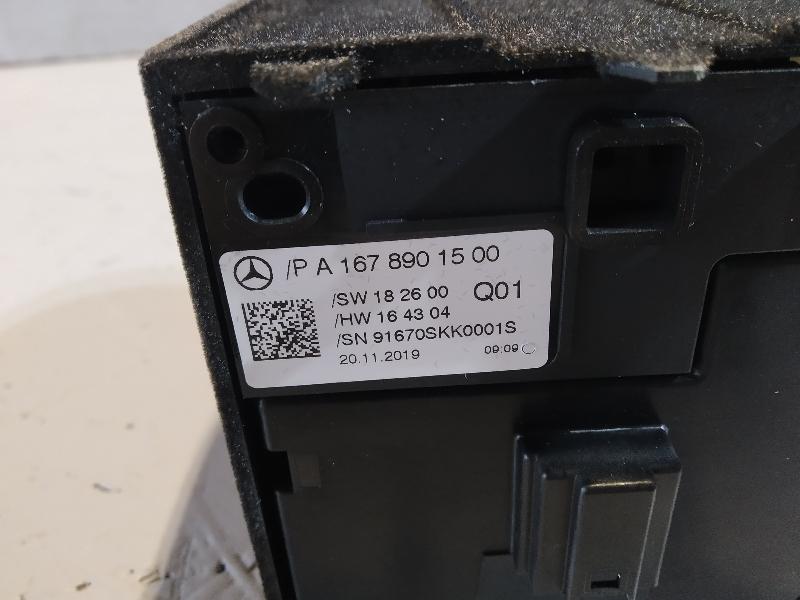 /P A 167 890 15 00
/SW 18 26 00 Q01
/HW 16 43 04
/SN 91670SKK0001S
20.11.2019 09:09